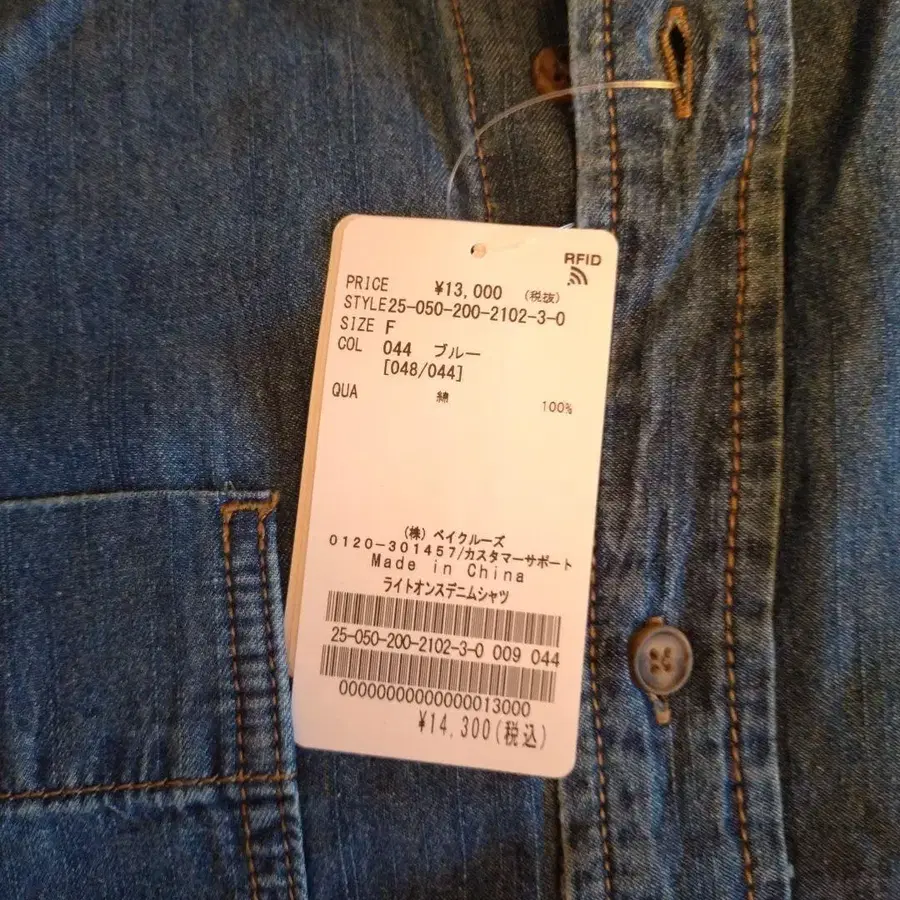 RFID
PRICE ¥13,000 (税抜)
STYLE25-050-200-2102-3-0
SIZE F
COL 044 ブルー
[048/044]
QUA 綿 100%
(株) ベイクルーズ
0120-301457/カスタマーサポート
Made in China
ライトオンスデニムシャツ
25-050-200-2102-3-0 009 044
000000000000000013000
¥14,300(税込)